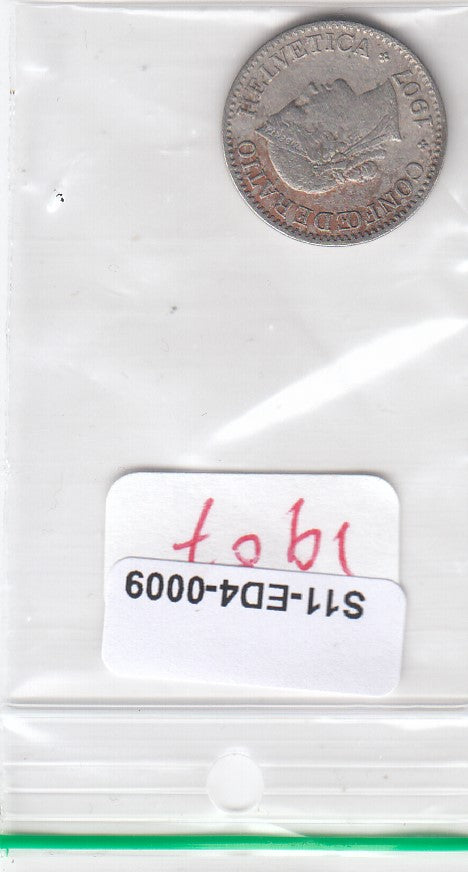 CONFŒDERATIO HELVETICA
* 1907 *
1907
S11-ED4-0009